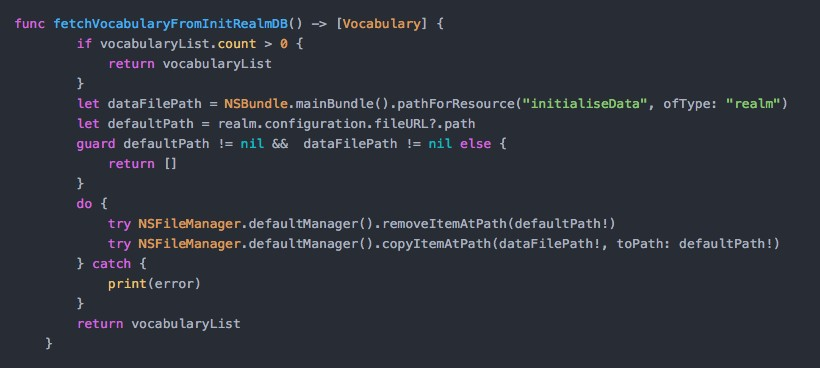 func fetchVocabularyFromInitRealmDB() -> [Vocabulary] {
        if vocabularyList.count > 0 {
            return vocabularyList
        }
        let dataFilePath = NSBundle.mainBundle().pathForResource("initialiseData", ofType: "realm")
        let defaultPath = realm.configuration.fileURL?.path
        guard defaultPath != nil &&  dataFilePath != nil else {
            return []
        }
        do {
            try NSFileManager.defaultManager().removeItemAtPath(defaultPath!)
            try NSFileManager.defaultManager().copyItemAtPath(dataFilePath!, toPath: defaultPath!)
        } catch {
            print(error)
        }
        return vocabularyList
    }